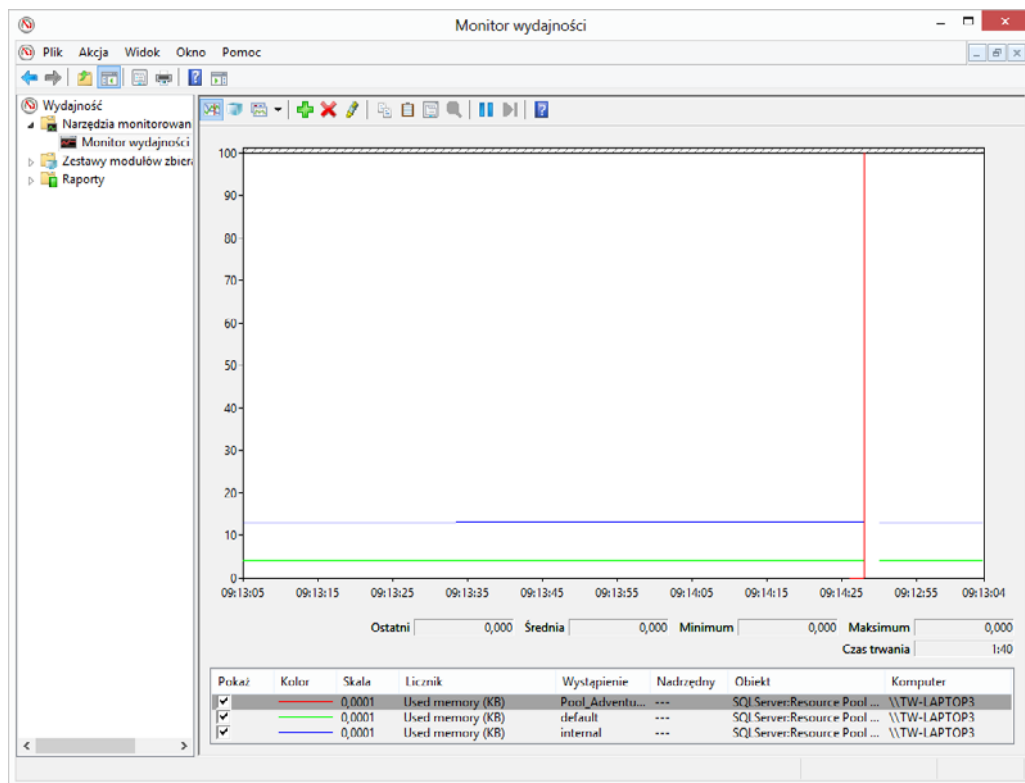 Monitor wydajności
Plik Akcja Widok Okno Pomoc
Wydajność
Narzędzia monitorowan
Monitor wydajności
Zestawy modułów zbiera
Raporty
100
90
80
70
60
50
40
30
20
10
0
09:13:05 09:13:15 09:13:25 09:13:35 09:13:45 09:13:55 09:14:05 09:14:15 09:14:25 09:12:55 09:13:04
Ostatni 0,000 Średnia 0,000 Minimum 0,000 Maksimum 0,000
Czas trwania 1:40
Pokaż Kolor Skala Licznik Wystąpienie Nadrzędny Obiekt Komputer
0,0001 Used memory (KB) Pool_Adventu... --- SQLServer:Resource Pool ... \\TW-LAPTOP3
0,0001 Used memory (KB) default --- SQLServer:Resource Pool ... \\TW-LAPTOP3
0,0001 Used memory (KB) internal --- SQLServer:Resource Pool ... \\TW-LAPTOP3